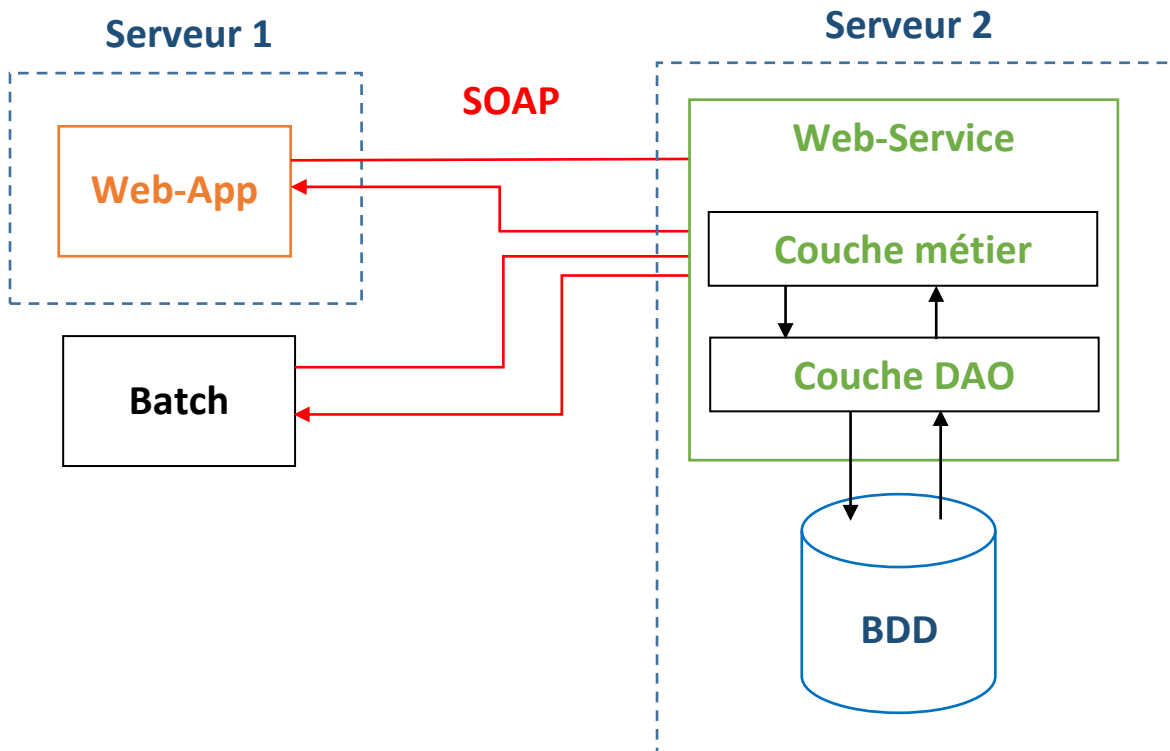 Serveur 1
Serveur 2
SOAP
Web-Service
Web-App
Couche métier
Couche DAO
Batch
BDD